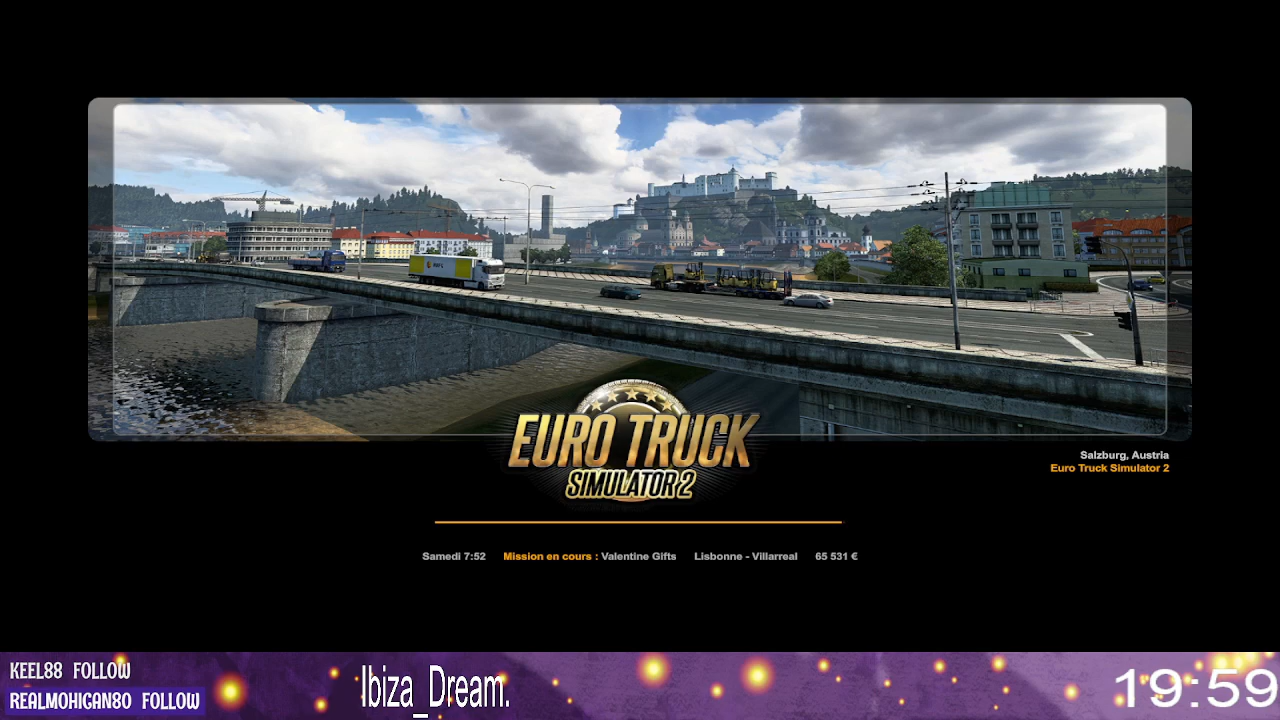 EURO TRUCK
SIMULATOR 2
Salzburg, Austria
Euro Truck Simulator 2
Samedi 7:52 Mission en cours : Valentine Gifts Lisbonne - Villarreal 65 531 €
KEEL88 FOLLOW
REALMOHIGAN80 FOLLOW
Ibiza_Dream.
19:59